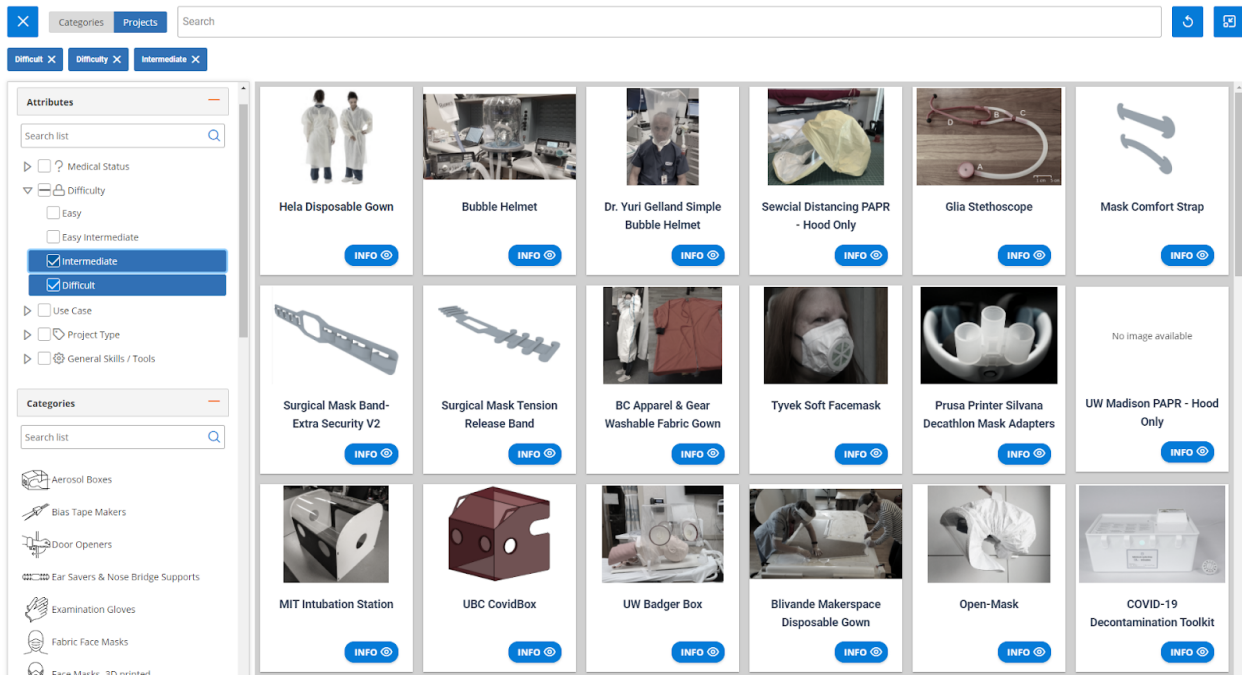 Categories
Projects
Search
Difficult
Difficulty
Intermediate
Attributes
Search list
Medical Status
Difficulty
Easy
Easy Intermediate
Intermediate
Difficult
Use Case
Project Type
General Skills / Tools
Categories
Search list
Aerosol Boxes
Bias Tape Makers
Door Openers
Ear Savers & Nose Bridge Supports
Examination Gloves
Fabric Face Masks
Face Masks, 3D printed
Hela Disposable Gown
INFO
Bubble Helmet
INFO
Dr. Yuri Gelland Simple
Bubble Helmet
INFO
Sewcial Distancing PAPR
- Hood Only
INFO
D
B
C
A
Glia Stethoscope
INFO
Mask Comfort Strap
INFO
Surgical Mask Band-
Extra Security V2
INFO
Surgical Mask Tension
Release Band
INFO
BC Apparel & Gear
Washable Fabric Gown
INFO
Tyvek Soft Facemask
INFO
Prusa Printer Silvana
Decathlon Mask Adapters
INFO
No image available
UW Madison PAPR - Hood
Only
INFO
MIT Intubation Station
INFO
UBC CovidBox
INFO
UW Badger Box
INFO
Blivande Makerspace
Disposable Gown
INFO
Open-Mask
INFO
COVID-19
Decontamination Toolkit
INFO